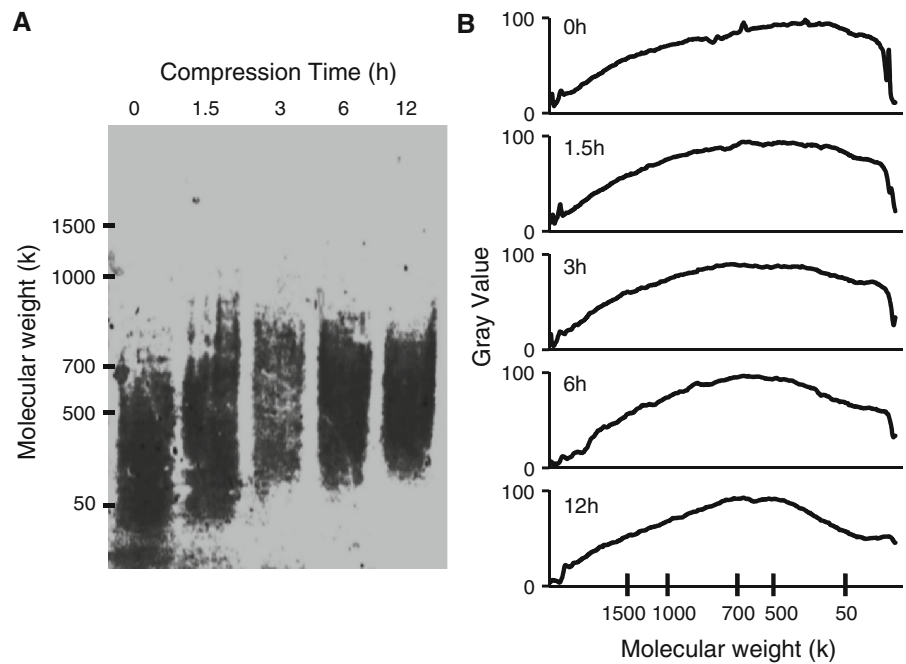 A
Compression Time (h)
0 1.5 3 6 12
Molecular weight (k)
1500
1000
700
500
50
B
Gray Value
100
0h
0
100
1.5h
0
100
3h
0
100
6h
0
100
12h
0
1500 1000 700 500 50
Molecular weight (k)